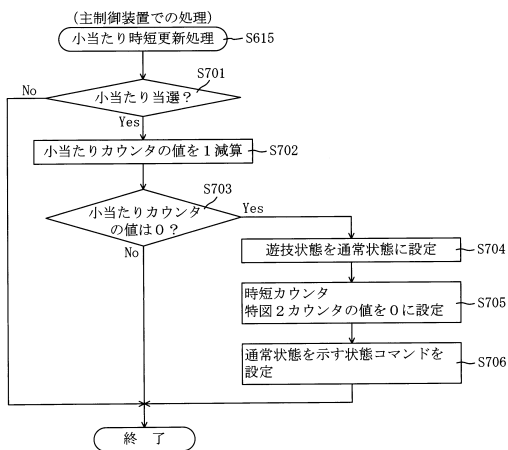 (主制御装置での処理)
小当たり時短更新処理
S615
S701
小当たり当選？
No
Yes
小当たりカウンタの値を１減算
S702
S703
小当たりカウンタ
の値は０？
Yes
No
遊技状態を通常状態に設定
S704
時短カウンタ
特図２カウンタの値を０に設定
S705
通常状態を示す状態コマンドを
設定
S706
終 了